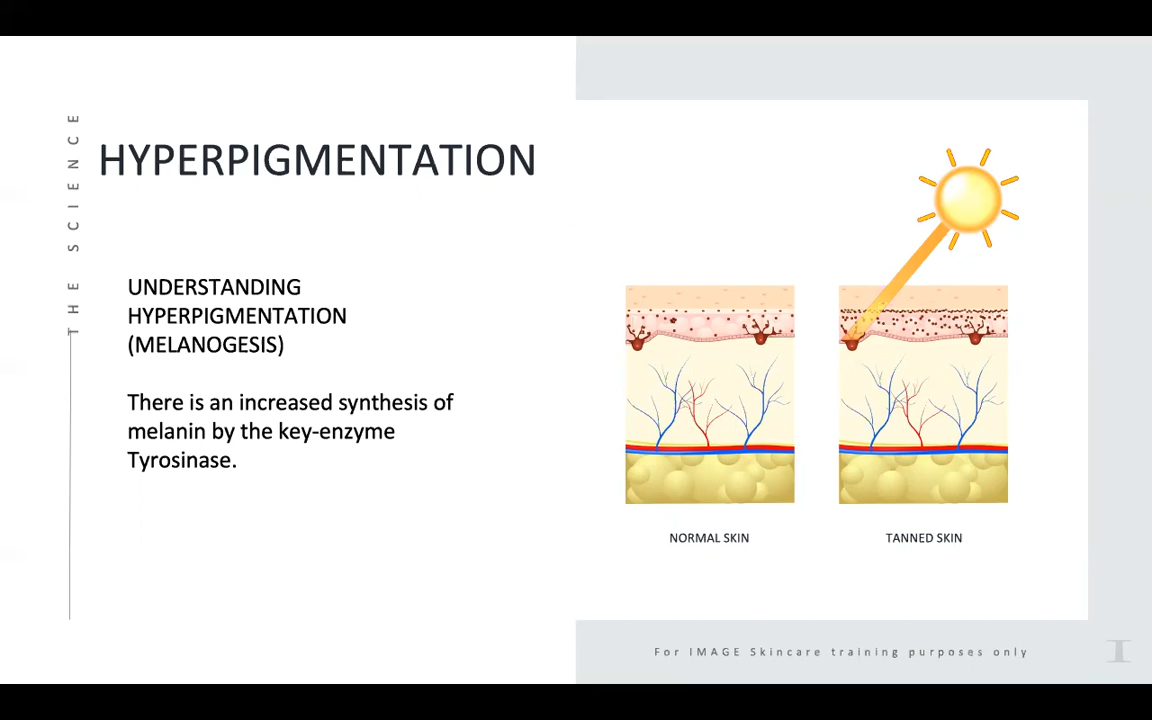 THE SCIENCE
HYPERPIGMENTATION
UNDERSTANDING
HYPERPIGMENTATION
(MELANOGESIS)
There is an increased synthesis of
melanin by the key-enzyme
Tyrosinase.
NORMAL SKIN
TANNED SKIN
For IMAGE Skincare training purposes only
I